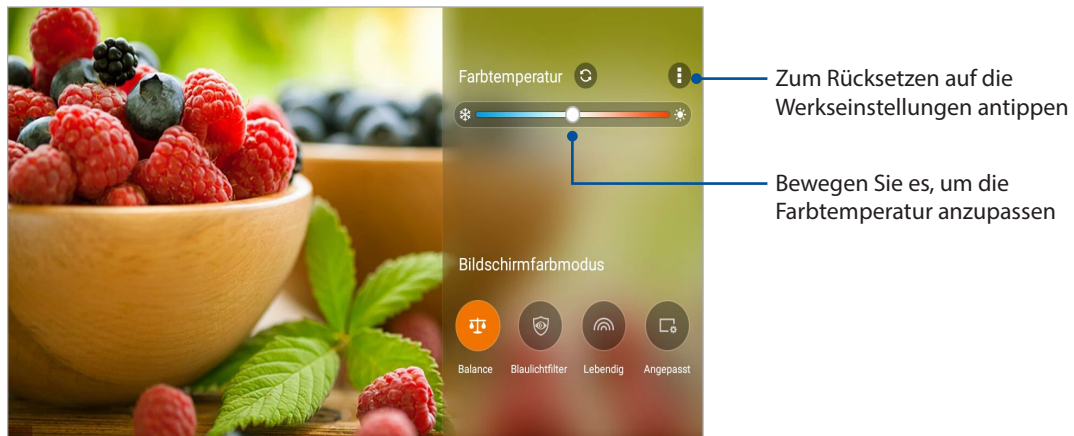 Farbtemperatur
Zum Rücksetzen auf die
Werkseinstellungen antippen
Bewegen Sie es, um die
Farbtemperatur anzupassen
Bildschirmfarbmodus
Balance Blaulichtfilter Lebendig Angepasst